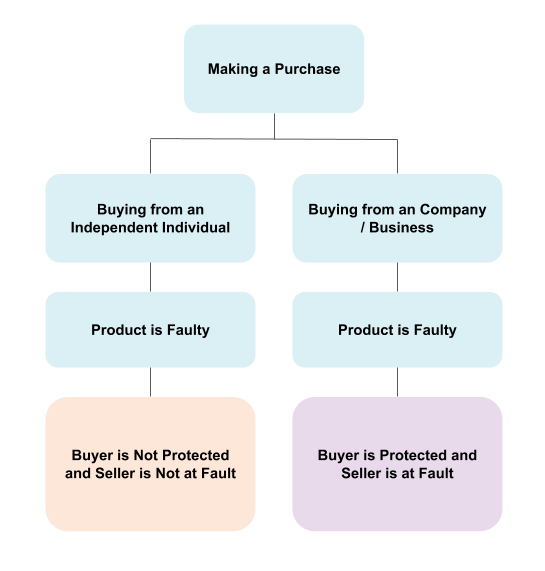 Making a Purchase
Buying from an
Independent Individual
Buying from an Company
/ Business
Product is Faulty
Product is Faulty
Buyer is Not Protected
and Seller is Not at Fault
Buyer is Protected and
Seller is at Fault